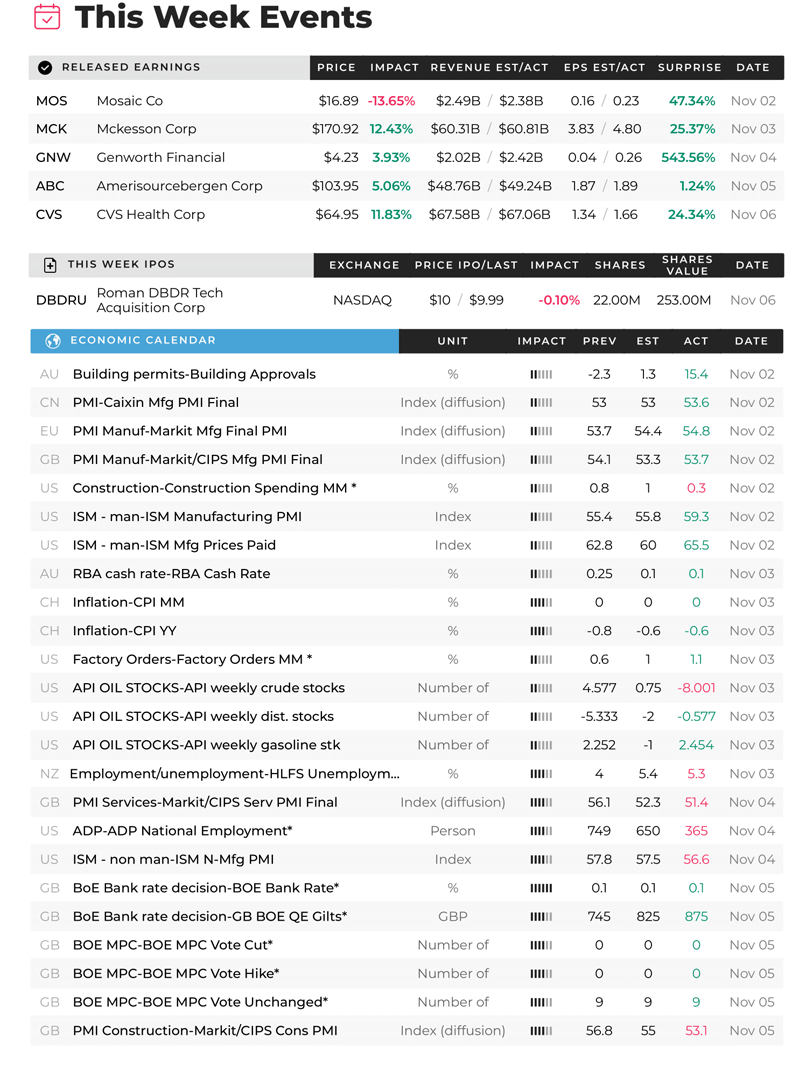 This Week Events
RELEASED EARNINGS PRICE IMPACT REVENUE EST/ACT EPS EST/ACT SURPRISE DATE
MOS Mosaic Co $16.89 -13.65% $2.49B / $2.38B 0.16 / 0.23 47.34% Nov 02
MCK Mckesson Corp $170.92 12.43% $60.31B / $60.81B 3.83 / 4.80 25.37% Nov 03
GNW Genworth Financial $4.23 3.93% $2.02B / $2.42B 0.04 / 0.26 543.56% Nov 04
ABC Amerisourcebergen Corp $103.95 5.06% $48.76B / $49.24B 1.87 / 1.89 1.24% Nov 05
CVS CVS Health Corp $64.95 11.83% $67.58B / $67.06B 1.34 / 1.66 24.34% Nov 06
THIS WEEK IPOS EXCHANGE PRICE IPO/LAST IMPACT SHARES SHARES VALUE DATE
DBDRU Roman DBDR Tech Acquisition Corp NASDAQ $10 / $9.99 -0.10% 22.00M 253.00M Nov 06
ECONOMIC CALENDAR UNIT IMPACT PREV EST ACT DATE
AU Building permits-Building Approvals % -2.3 1.3 15.4 Nov 02
CN PMI-Caixin Mfg PMI Final Index (diffusion) 53 53 53.6 Nov 02
EU PMI Manuf-Markit Mfg Final PMI Index (diffusion) 53.7 54.4 54.8 Nov 02
GB PMI Manuf-Markit/CIPS Mfg PMI Final Index (diffusion) 54.1 53.3 53.7 Nov 02
US Construction-Construction Spending MM * % 0.8 1 0.3 Nov 02
US ISM - man-ISM Manufacturing PMI Index 55.4 55.8 59.3 Nov 02
US ISM - man-ISM Mfg Prices Paid Index 62.8 60 65.5 Nov 02
AU RBA cash rate-RBA Cash Rate % 0.25 0.1 0.1 Nov 03
CH Inflation-CPI MM % 0 0 0 Nov 03
CH Inflation-CPI YY % -0.8 -0.6 -0.6 Nov 03
US Factory Orders-Factory Orders MM * % 0.6 1 1.1 Nov 03
US API OIL STOCKS-API weekly crude stocks Number of 4.577 0.75 -8.001 Nov 03
US API OIL STOCKS-API weekly dist. stocks Number of -5.333 -2 -0.577 Nov 03
US API OIL STOCKS-API weekly gasoline stk Number of 2.252 -1 2.454 Nov 03
NZ Employment/unemployment-HLFS Unemploym... % 4 5.4 5.3 Nov 03
GB PMI Services-Markit/CIPS Serv PMI Final Index (diffusion) 56.1 52.3 51.4 Nov 04
US ADP-ADP National Employment* Person 749 650 365 Nov 04
US ISM - non man-ISM N-Mfg PMI Index 57.8 57.5 56.6 Nov 04
GB BoE Bank rate decision-BOE Bank Rate* % 0.1 0.1 0.1 Nov 05
GB BoE Bank rate decision-GB BOE QE Gilts* GBP 745 825 875 Nov 05
GB BOE MPC-BOE MPC Vote Cut* Number of 0 0 0 Nov 05
GB BOE MPC-BOE MPC Vote Hike* Number of 0 0 0 Nov 05
GB BOE MPC-BOE MPC Vote Unchanged* Number of 9 9 9 Nov 05
GB PMI Construction-Markit/CIPS Cons PMI Index (diffusion) 56.8 55 53.1 Nov 05